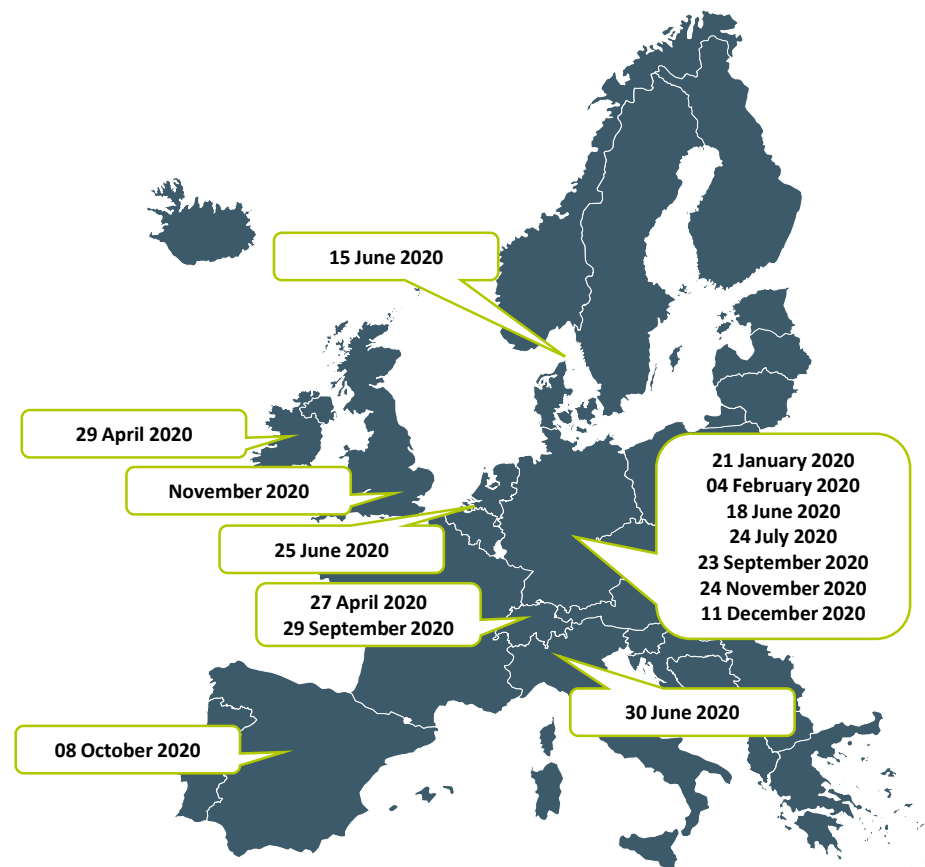 15 June 2020
29 April 2020
November 2020
25 June 2020
27 April 2020
29 September 2020
21 January 2020
04 February 2020
18 June 2020
24 July 2020
23 September 2020
24 November 2020
11 December 2020
30 June 2020
08 October 2020